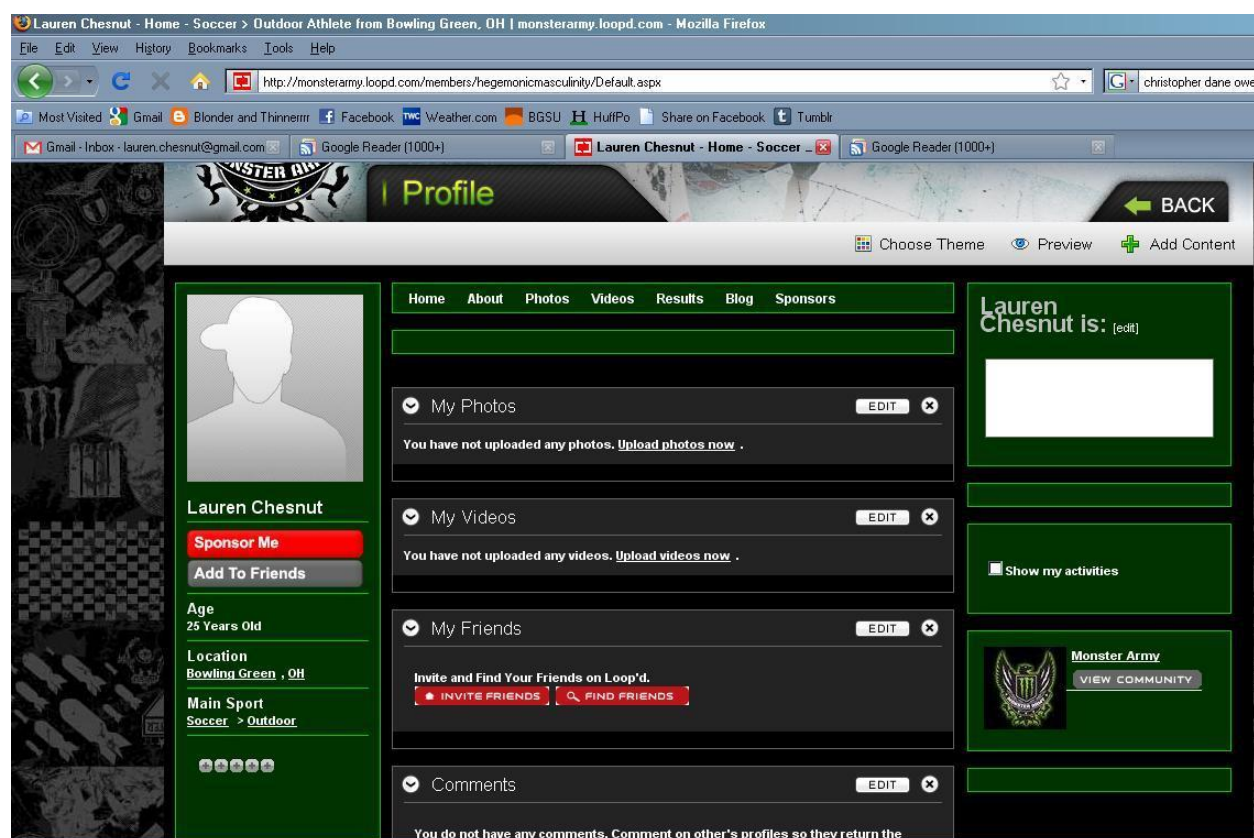 Lauren Chesnut - Home - Soccer > Outdoor Athlete from Bowling Green, OH | monsterarmy.loopd.com - Mozilla Firefox
File Edit View History Bookmarks Tools Help
http://monsterarmy.loopd.com/members/hegemonicmasculinity/Default.aspx
G christopher dane owe
Most Visited Gmail Blonder and Thinnerrrr Facebook TWC Weather.com BGSU H HuffPo Share on Facebook t Tumblr
Gmail - Inbox - lauren.chesnut@gmail.com Google Reader (1000+) Lauren Chesnut - Home - Soccer ... Google Reader (1000+)
Profile
BACK
Choose Theme Preview Add Content
Home About Photos Videos Results Blog Sponsors
Lauren
Chesnut is: [edit]
My Photos EDIT
You have not uploaded any photos. Upload photos now .
Lauren Chesnut
Sponsor Me
Add To Friends
My Videos EDIT
You have not uploaded any videos. Upload videos now .
Show my activities
Age
25 Years Old
Location
Bowling Green , OH
Main Sport
Soccer > Outdoor
My Friends EDIT
Invite and Find Your Friends on Loop'd.
INVITE FRIENDS FIND FRIENDS
Monster Army
VIEW COMMUNITY
Comments EDIT
You do not have any comments. Comment on other's profiles so they return the